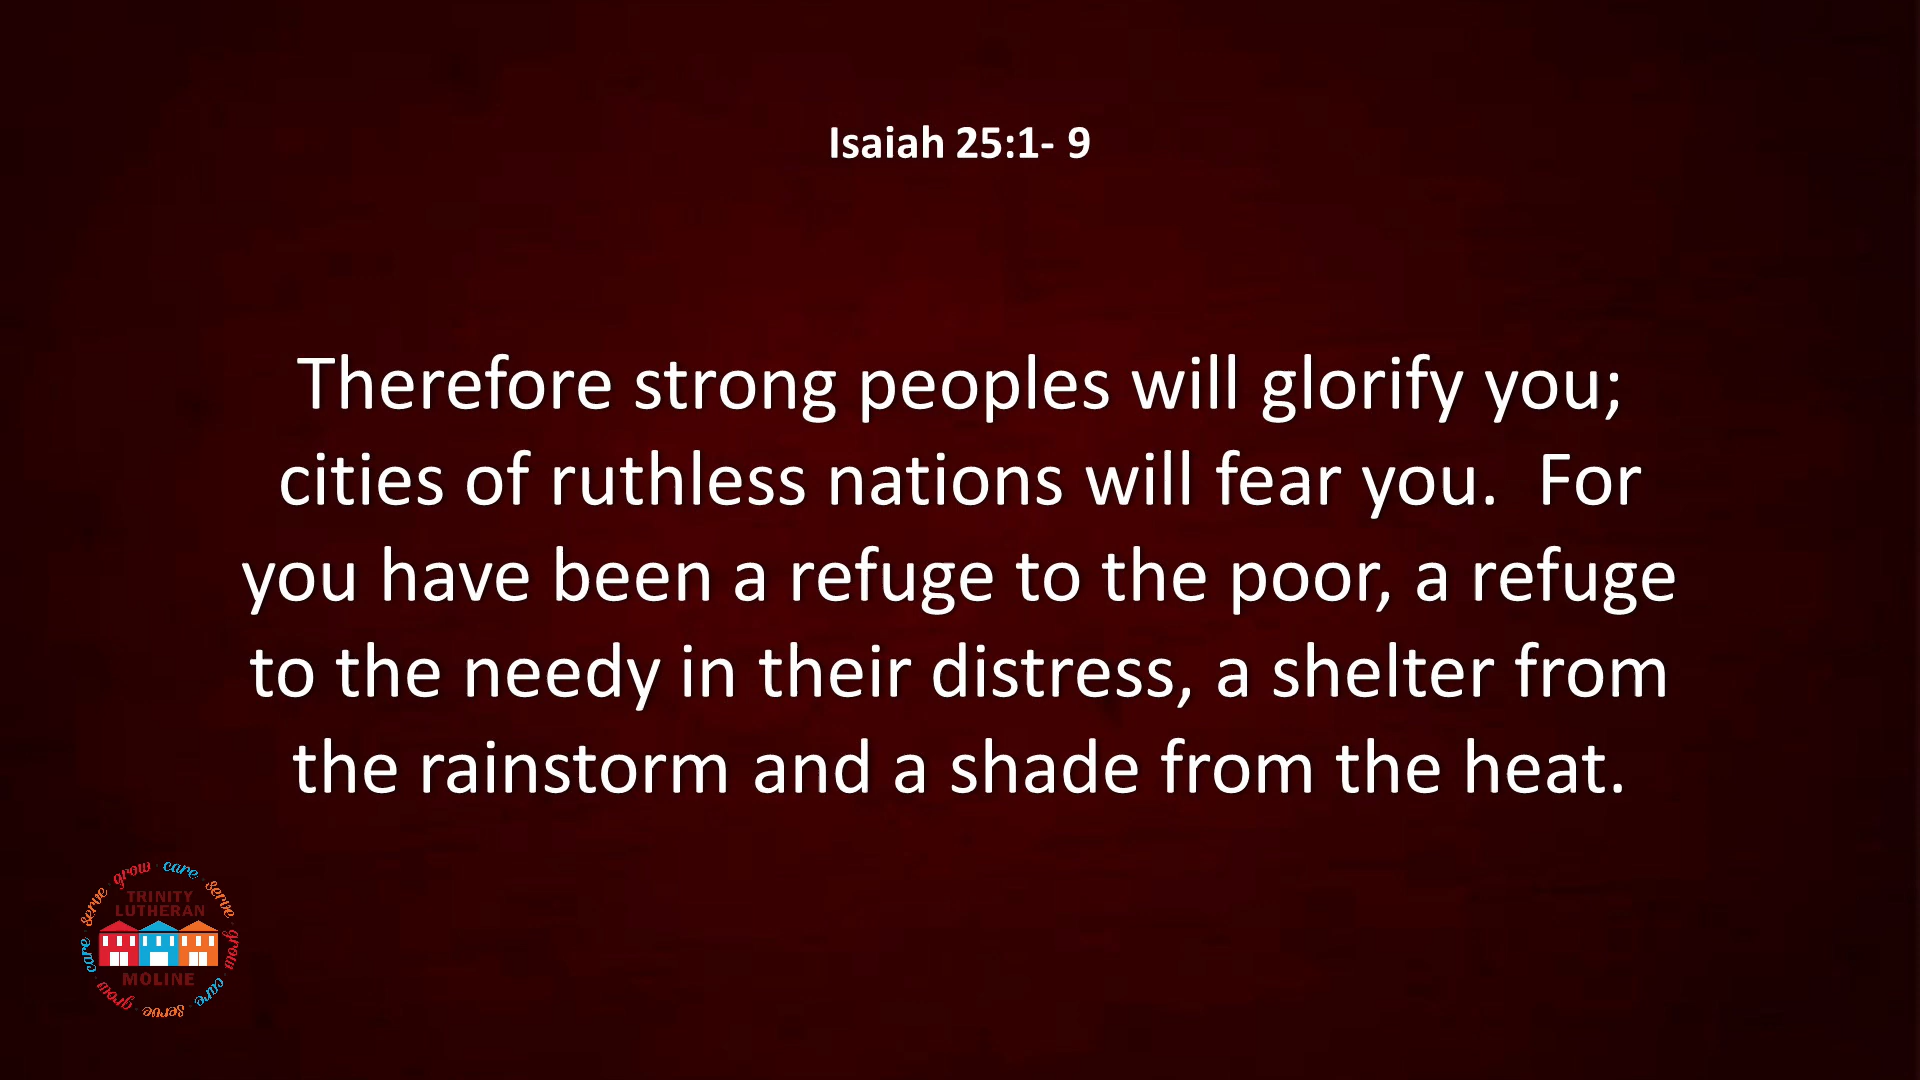 Isaiah 25:1- 9
Therefore strong peoples will glorify you;
cities of ruthless nations will fear you.  For
you have been a refuge to the poor, a refuge
to the needy in their distress, a shelter from
the rainstorm and a shade from the heat.
serve · grow · care · serve · grow · care · serve · grow · care
TRINITY
LUTHERAN
MOLINE